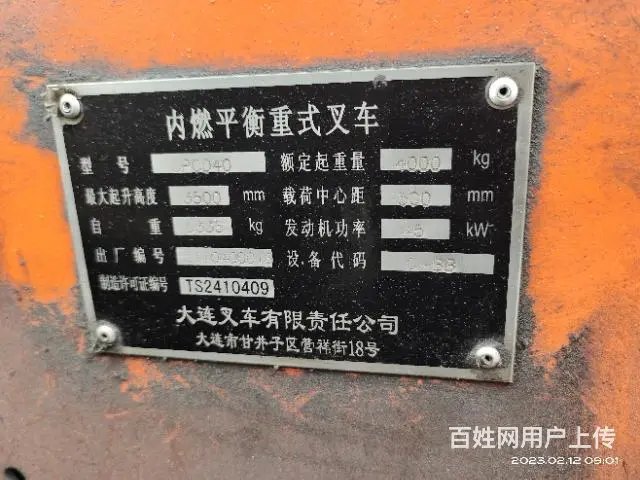 内燃平衡重式叉车
型号 额定起重量 4000 kg
最大起升高度 3500 mm 载荷中心距 mm
自重 kg 发动机功率 kW
出厂编号 设备代码
制造许可证编号 TS2410409
大连叉车有限责任公司
大连市甘井子区营祥街18号
百姓网用户上传
2023.02.12 09:01